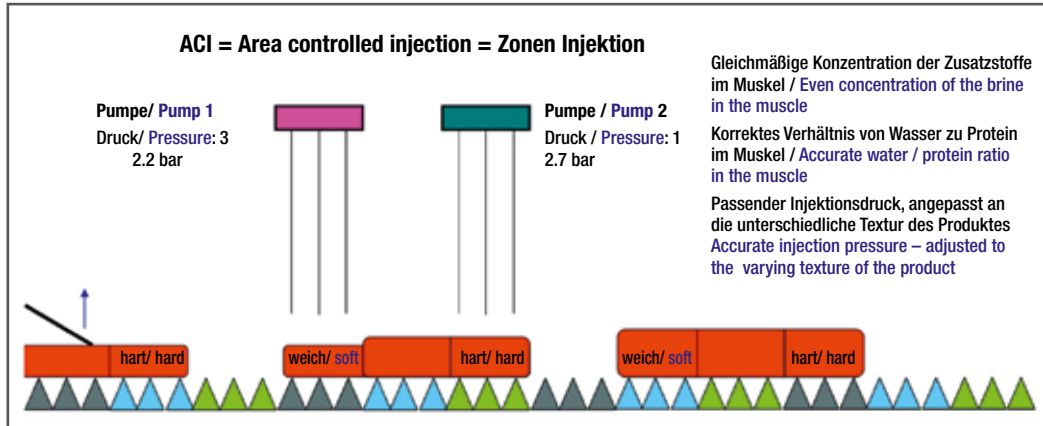 ACI = Area controlled injection = Zonen Injektion
Pumpe/ Pump 1
Druck/ Pressure: 3
2.2 bar
Pumpe / Pump 2
Druck / Pressure: 1
2.7 bar
Gleichmäßige Konzentration der Zusatzstoffe
im Muskel / Even concentration of the brine
in the muscle
Korrektes Verhältnis von Wasser zu Protein
im Muskel / Accurate water / protein ratio
in the muscle
Passender Injektionsdruck, angepasst an
die unterschiedliche Textur des Produktes
Accurate injection pressure – adjusted to
the varying texture of the product
hart/ hard
weich/ soft
hart/ hard
weich/ soft
hart/ hard